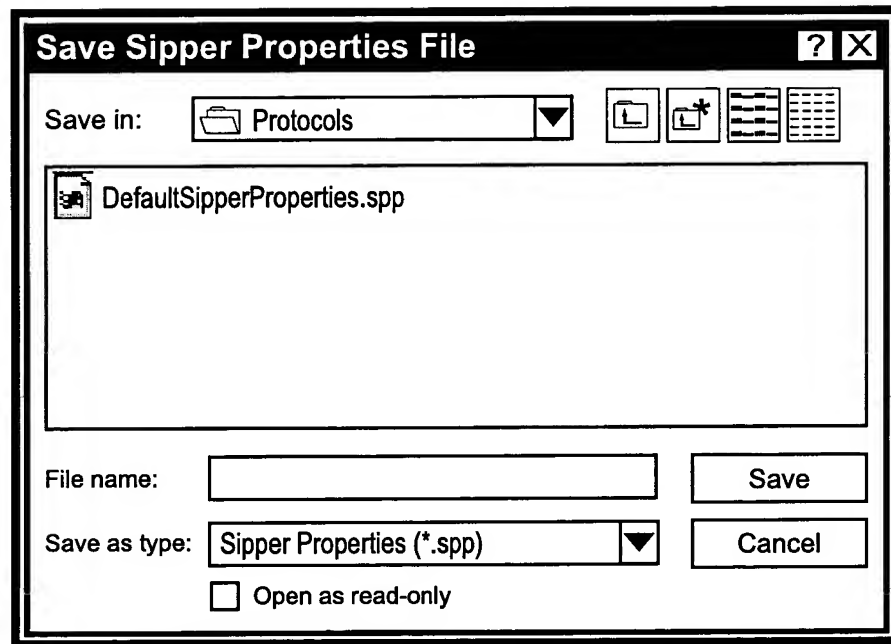 Save Sipper Properties File
? X
Save in: Protocols
DefaultSipperProperties.spp
File name:
Save
Save as type: Sipper Properties (*.spp)
Cancel
Open as read-only